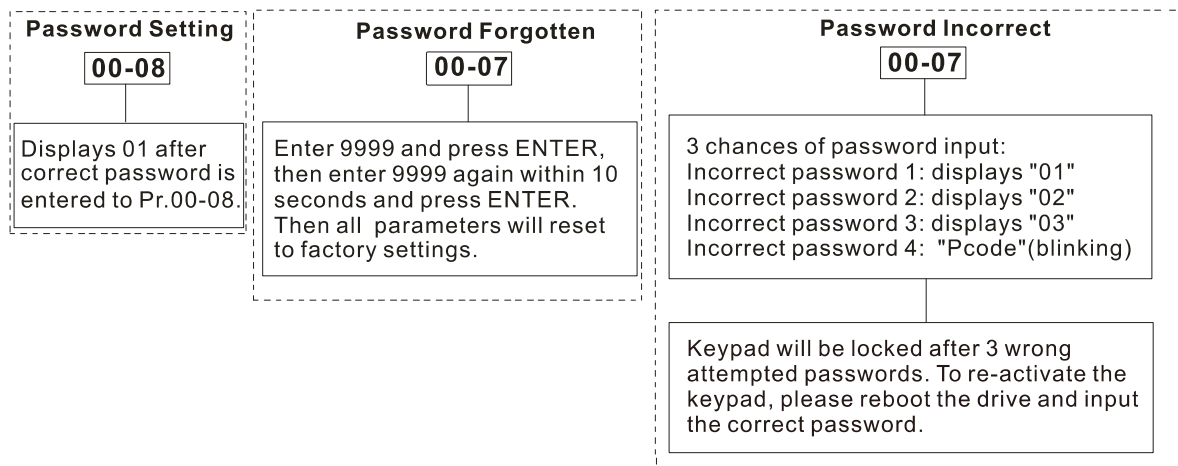 Password Setting
00-08
Displays 01 after
correct password is
entered to Pr.00-08.
Password Forgotten
00-07
Enter 9999 and press ENTER,
then enter 9999 again within 10
seconds and press ENTER.
Then all parameters will reset
to factory settings.
Password Incorrect
00-07
3 chances of password input:
Incorrect password 1: displays "01"
Incorrect password 2: displays "02"
Incorrect password 3: displays "03"
Incorrect password 4: "Pcode"(blinking)
Keypad will be locked after 3 wrong
attempted passwords. To re-activate the
keypad, please reboot the drive and input
the correct password.